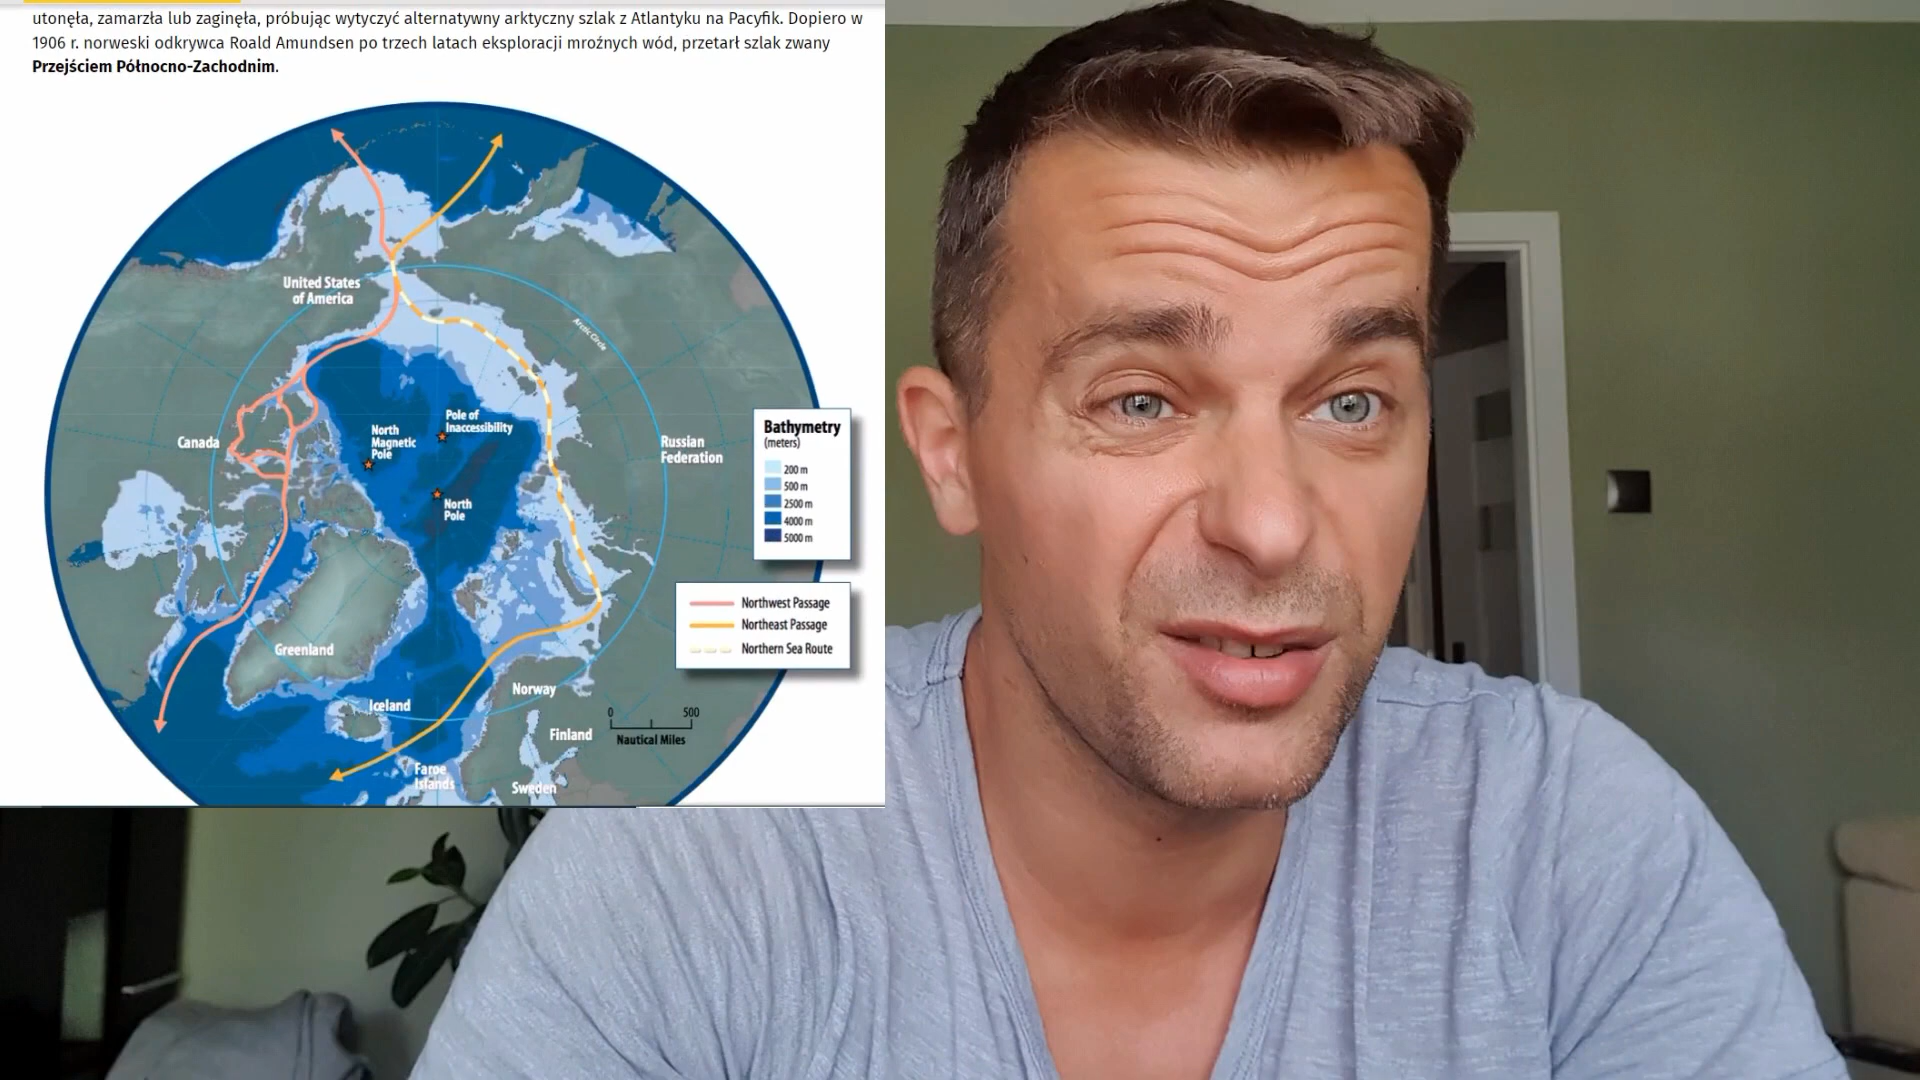 utonęła, zamarzła lub zaginęła, próbując wytyczyć alternatywny arktyczny szlak z Atlantyku na Pacyfik. Dopiero w
1906 r. norweski odkrywca Roald Amundsen po trzech latach eksploracji mroźnych wód, przetarł szlak zwany
Przejściem Północno-Zachodnim.
United States
of America
Arctic Circle
Canada
North
Magnetic
Pole
Pole of
Inaccessibility
North
Pole
Russian
Federation
Bathymetry
(meters)
200 m
500 m
2500 m
4000 m
5000 m
Northwest Passage
Northeast Passage
Northern Sea Route
Greenland
Iceland
Norway
Finland
Faroe
Islands
Sweden
0 500
Nautical Miles